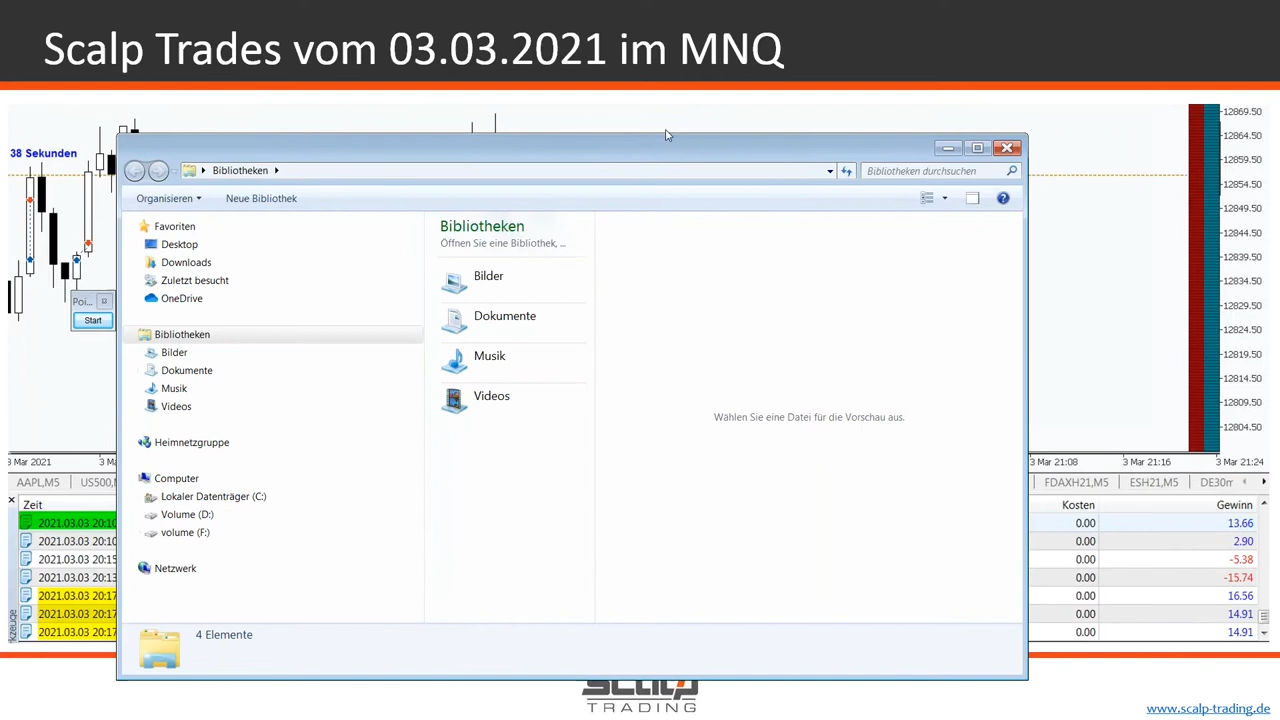 Scalp Trades vom 03.03.2021 im MNQ
12869.50
12864.50
38 Sekunden
12859.50
Bibliotheken
Bibliotheken durchsuchen
12854.50
Organisieren
Neue Bibliothek
12849.50
Favoriten
Desktop
Downloads
Zuletzt besucht
OneDrive
Bibliotheken
Bilder
Dokumente
Musik
Videos
Heimnetzgruppe
Computer
Lokaler Datenträger (C:)
Volume (D:)
volume (F:)
Netzwerk
Bibliotheken
Öffnen Sie eine Bibliothek, ...
Bilder
Dokumente
Musik
Videos
Wählen Sie eine Datei für die Vorschau aus.
4 Elemente
12844.50
12839.50
12834.50
12829.50
12824.50
12819.50
12814.50
12809.50
12804.50
Poi...
Start
3 Mar 2021
3 Mar 21:08
3 Mar 21:16
3 Mar 21:24
AAPL,M5
FDAXH21,M5
ESH21,M5
Zeit
Kosten
Gewinn
2021.03.03 20:10
0.00
13.66
2021.03.03 20:10
0.00
2.90
2021.03.03 20:15
0.00
-5.38
2021.03.03 20:13
0.00
-15.74
2021.03.03 20:17
0.00
16.56
2021.03.03 20:17
0.00
14.91
2021.03.03 20:17
0.00
14.91
TRADING
www.scalp-trading.de